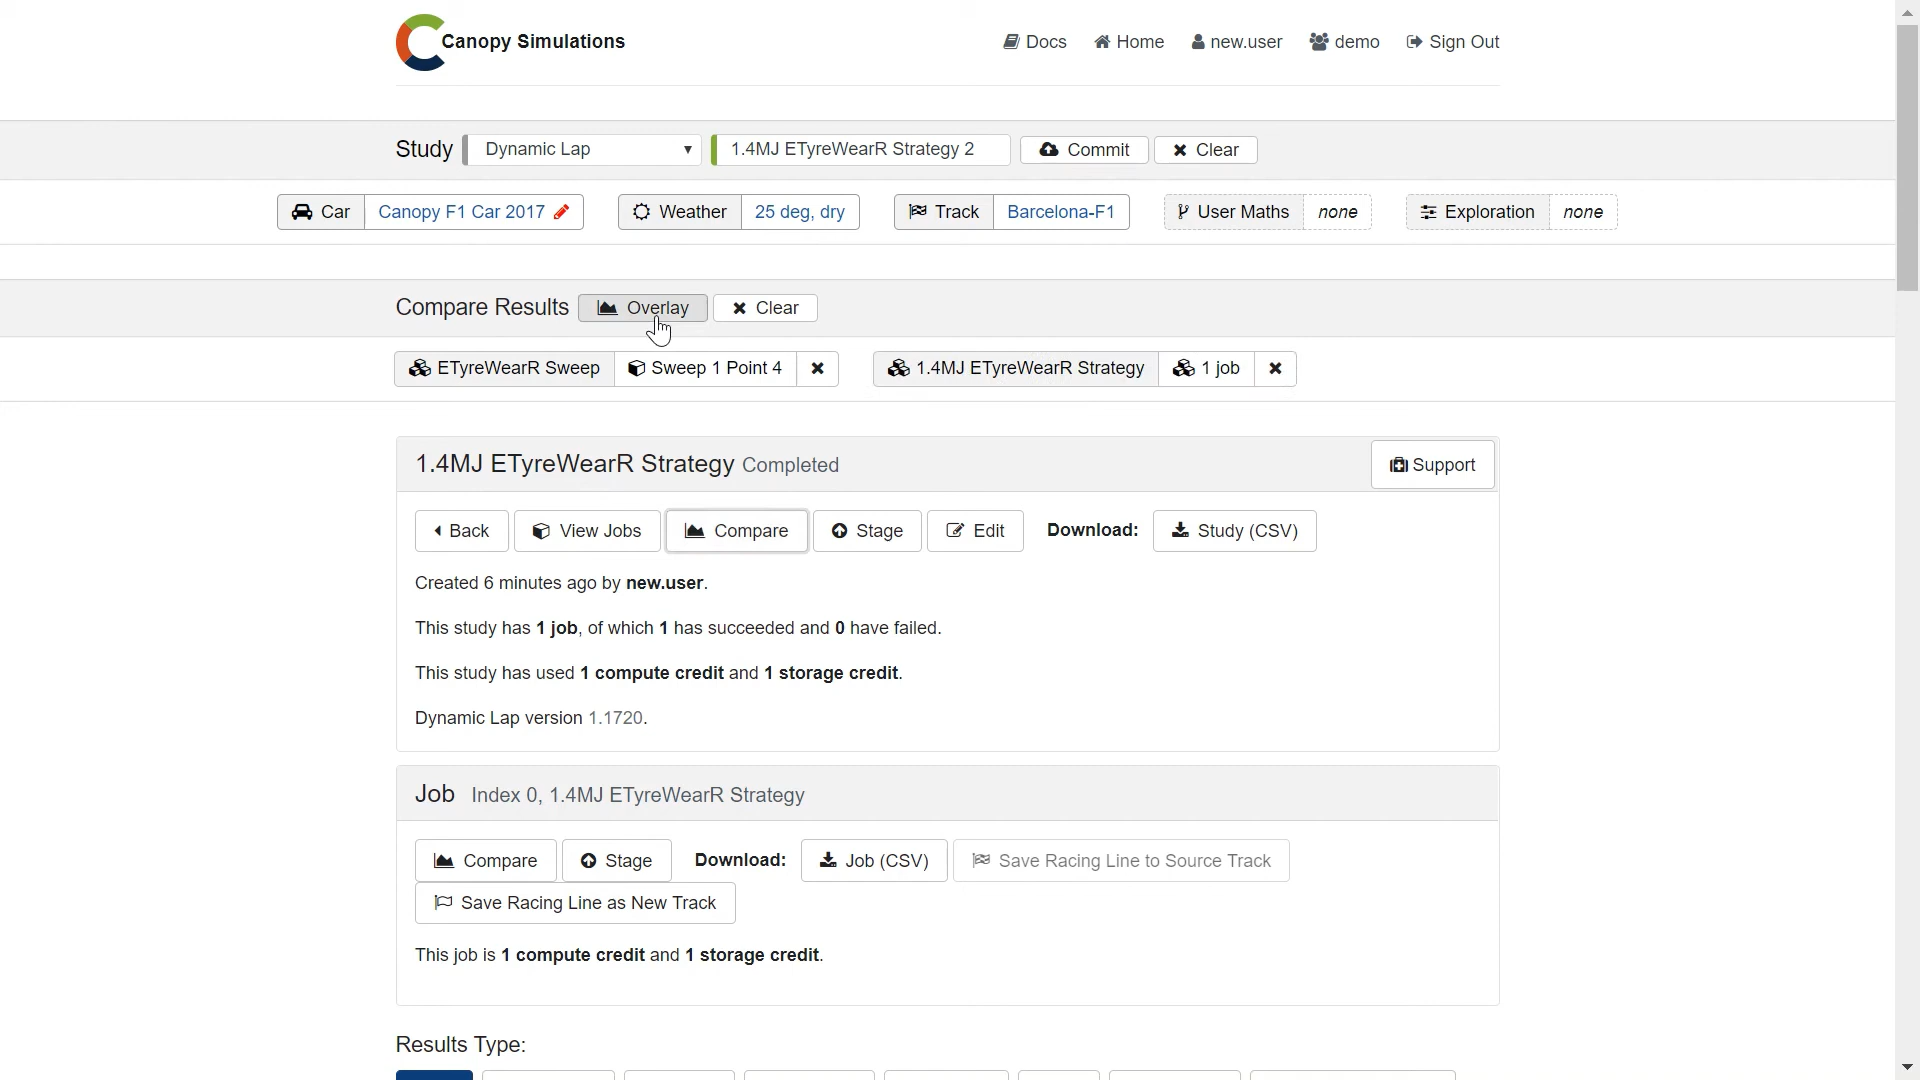 Canopy Simulations
Docs Home new.user demo Sign Out
Study Dynamic Lap 1.4MJ ETyreWearR Strategy 2 Commit Clear
Car Canopy F1 Car 2017 Weather 25 deg, dry Track Barcelona-F1 User Maths none Exploration none
Compare Results Overlay Clear
ETyreWearR Sweep Sweep 1 Point 4 1.4MJ ETyreWearR Strategy 1 job
1.4MJ ETyreWearR Strategy Completed Support
Back View Jobs Compare Stage Edit Download: Study (CSV)
Created 6 minutes ago by new.user.
This study has 1 job, of which 1 has succeeded and 0 have failed.
This study has used 1 compute credit and 1 storage credit.
Dynamic Lap version 1.1720.
Job Index 0, 1.4MJ ETyreWearR Strategy
Compare Stage Download: Job (CSV) Save Racing Line to Source Track
Save Racing Line as New Track
This job is 1 compute credit and 1 storage credit.
Results Type: